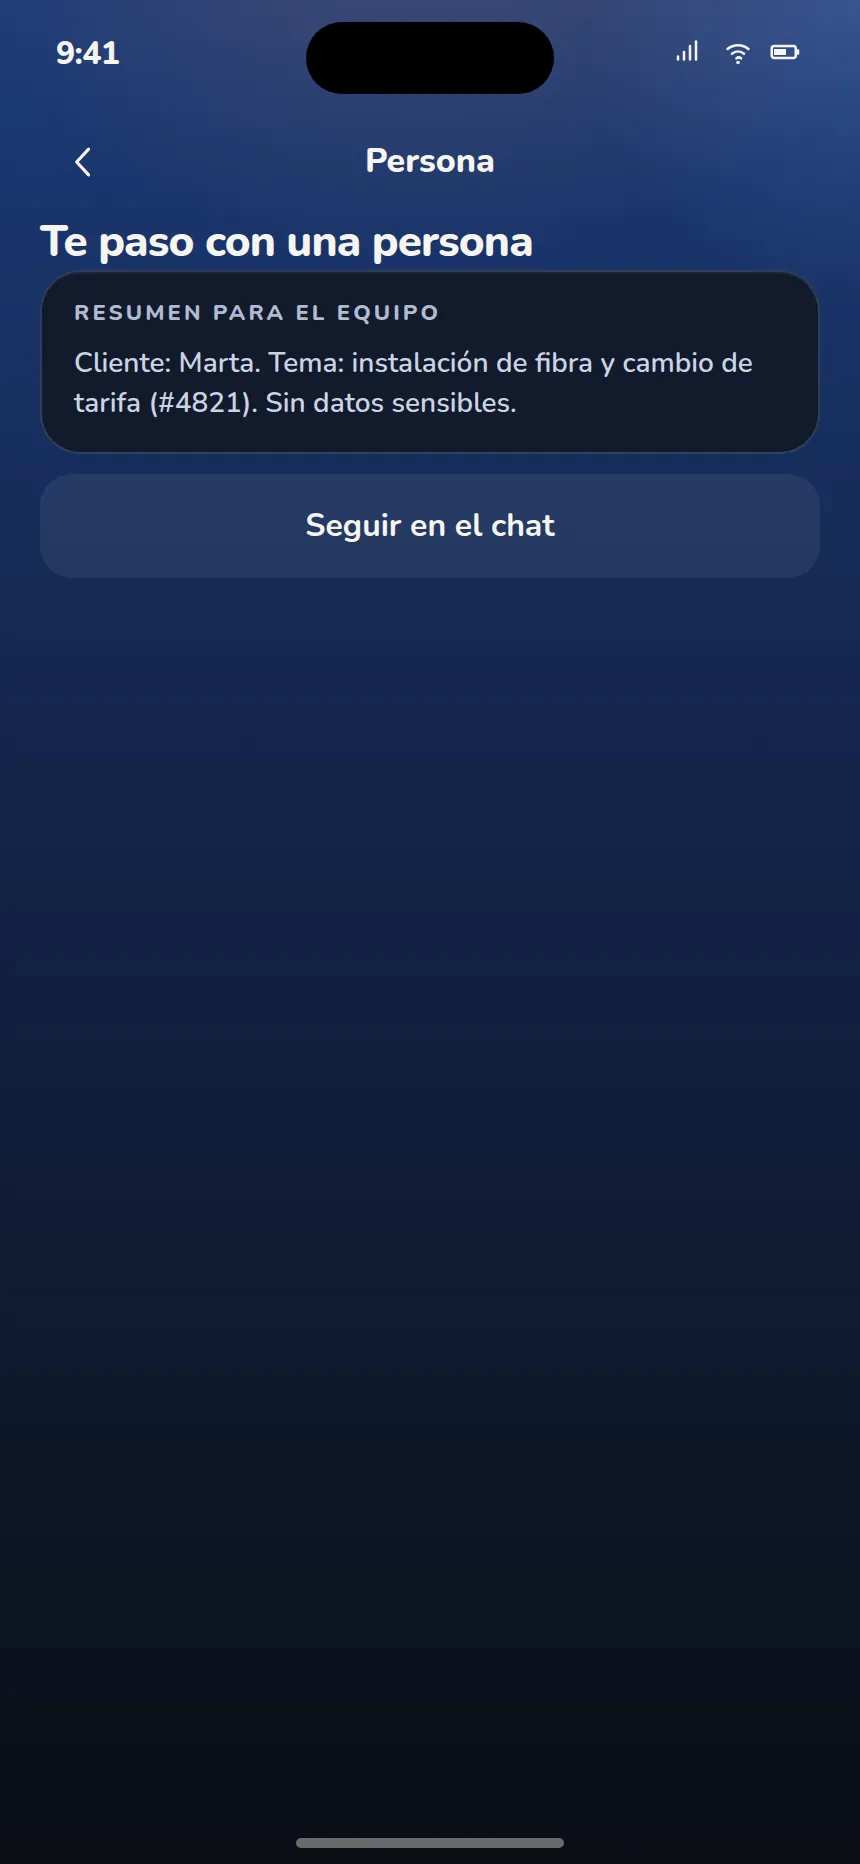 9:41
Persona
Te paso con una persona
RESUMEN PARA EL EQUIPO
Cliente: Marta. Tema: instalación de fibra y cambio de
tarifa (#4821). Sin datos sensibles.
Seguir en el chat